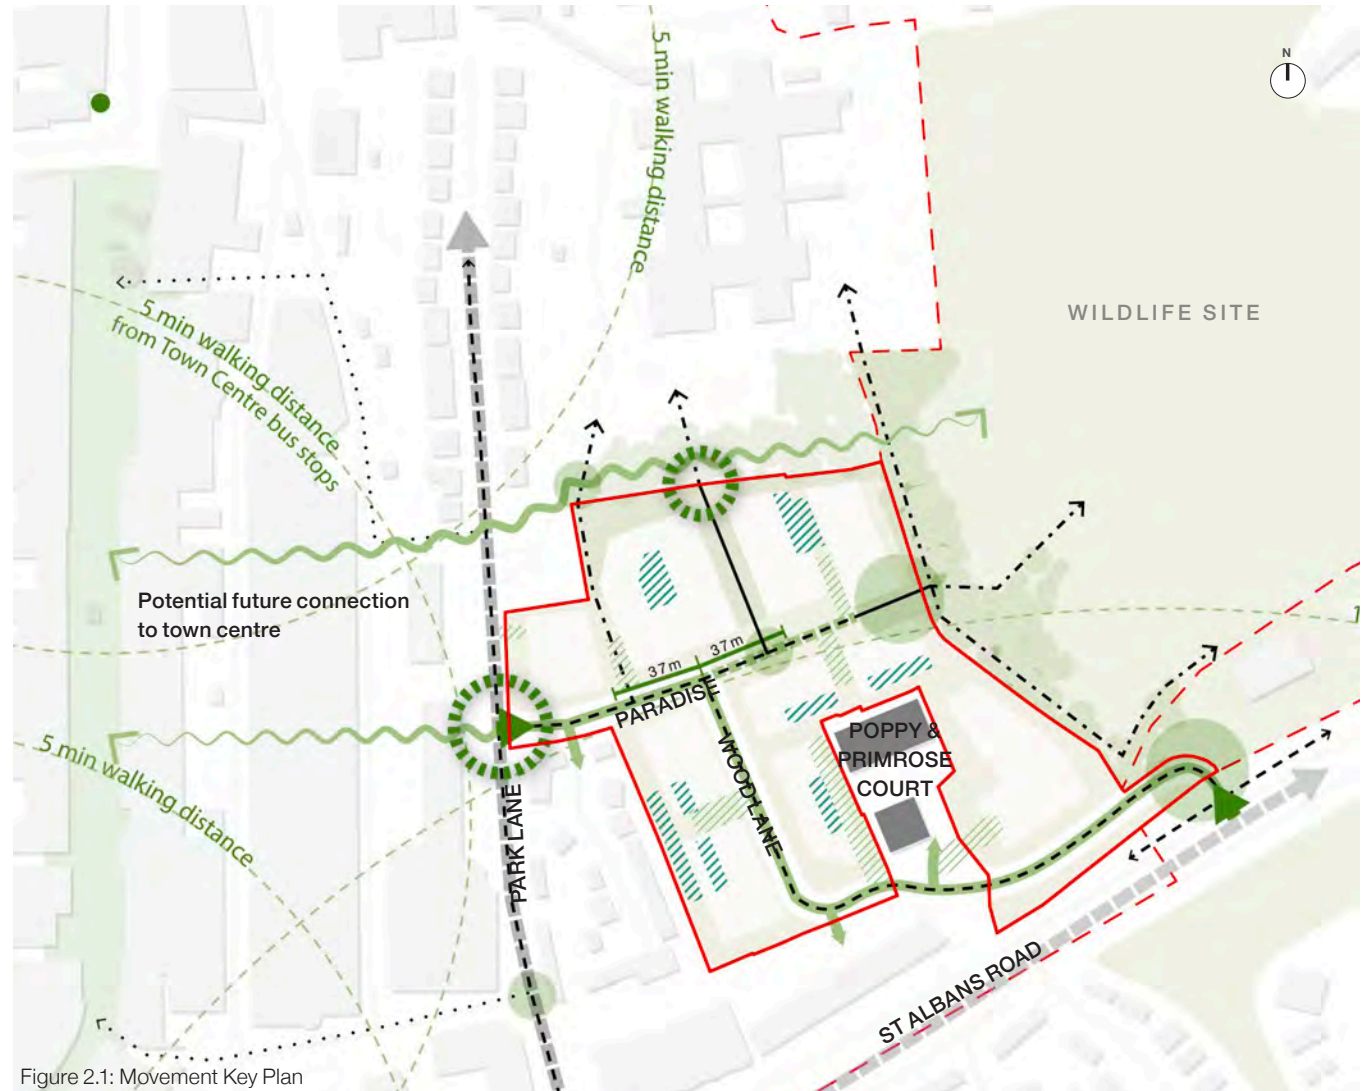 N
5 min walking distance
WILDLIFE SITE
5 min walking distance
from Town Centre bus stops
Potential future connection
to town centre
1
37m
37m
PARADISE
POPPY &
PRIMROSE
COURT
WOOD LANE
5 min walking distance
PARK LANE
ST ALBANS ROAD
Figure 2.1: Movement Key Plan